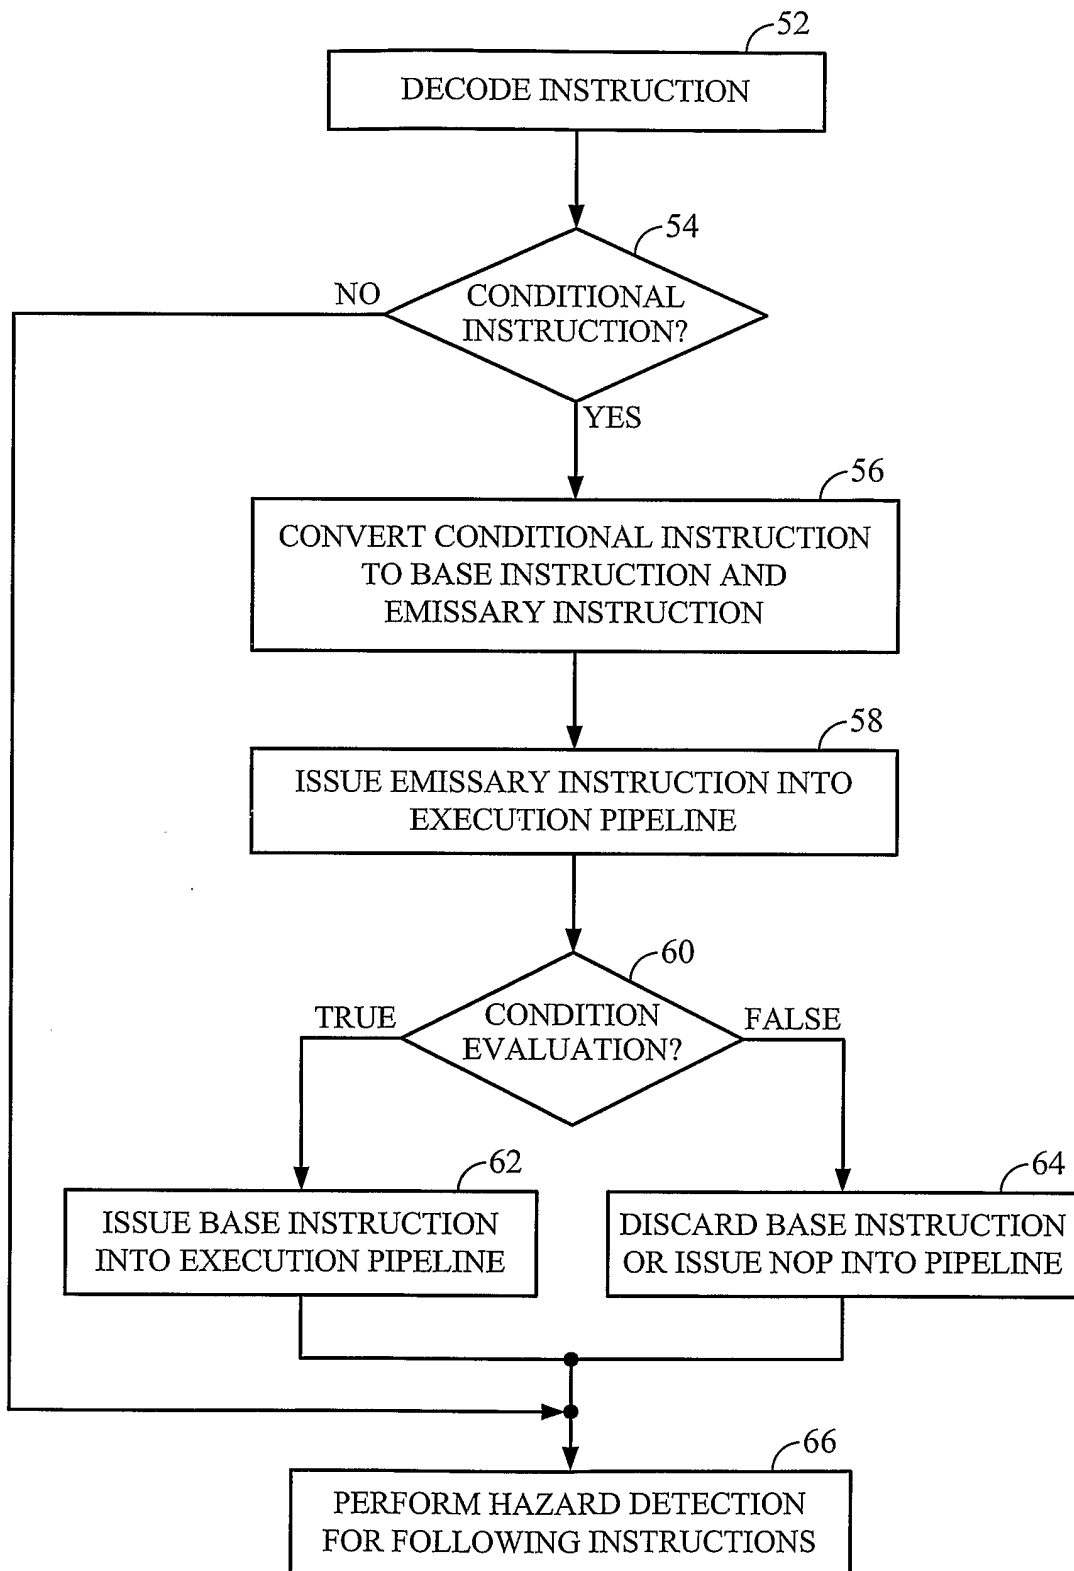 52
DECODE INSTRUCTION
54
NO
CONDITIONAL
INSTRUCTION?
YES
56
CONVERT CONDITIONAL INSTRUCTION
TO BASE INSTRUCTION AND
EMISSARY INSTRUCTION
58
ISSUE EMISSARY INSTRUCTION INTO
EXECUTION PIPELINE
60
TRUE
CONDITION
EVALUATION?
FALSE
62
ISSUE BASE INSTRUCTION
INTO EXECUTION PIPELINE
64
DISCARD BASE INSTRUCTION
OR ISSUE NOP INTO PIPELINE
66
PERFORM HAZARD DETECTION
FOR FOLLOWING INSTRUCTIONS